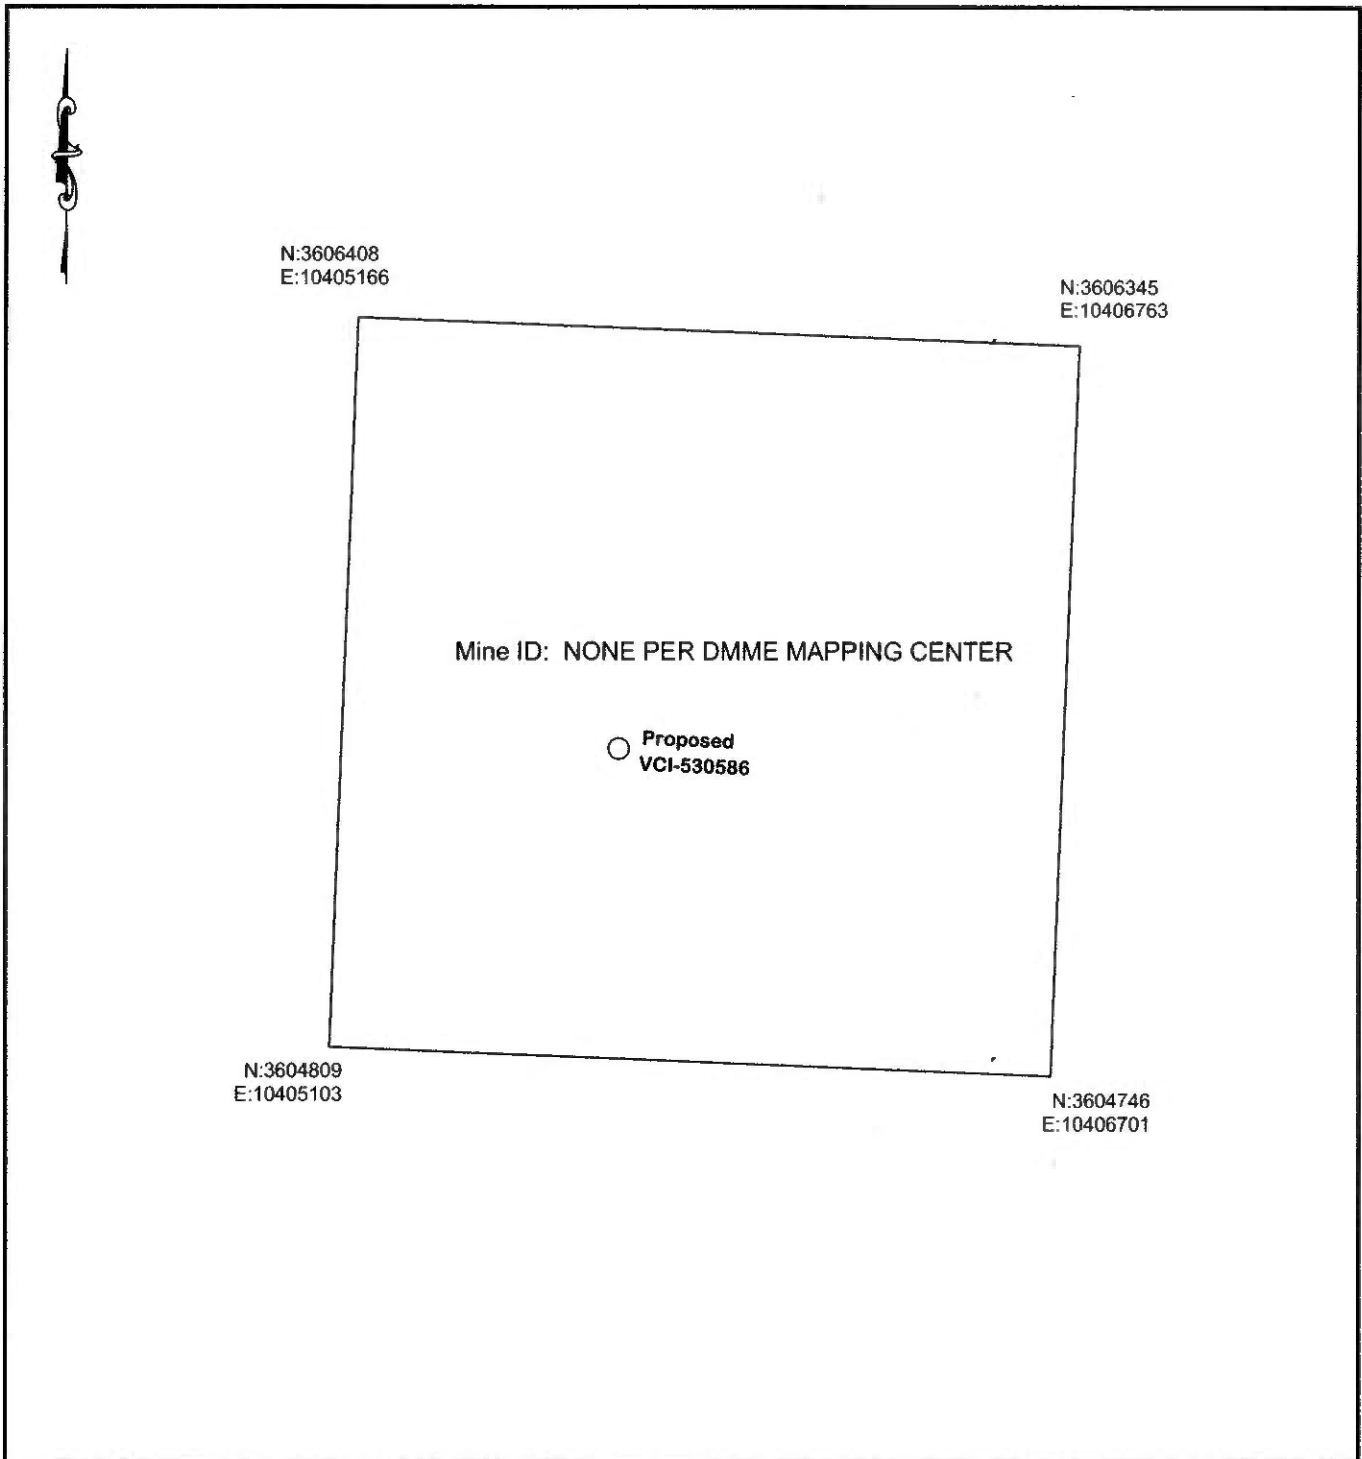 N:3606408
E:10405166
N:3606345
E:10406763
Mine ID: NONE PER DMME MAPPING CENTER
Proposed
VCI-530586
N:3604809
E:10405103
N:3604746
E:10406701